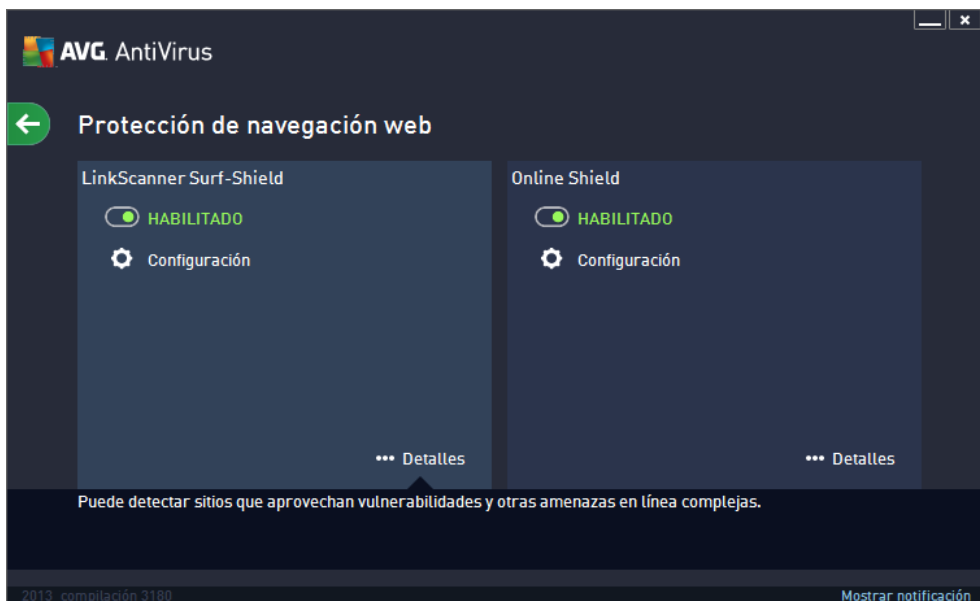 AVG. AntiVirus
Protección de navegación web
LinkScanner Surf-Shield
HABILITADO
Configuración
Detalles
Online Shield
HABILITADO
Configuración
Detalles
Puede detectar sitios que aprovechan vulnerabilidades y otras amenazas en línea complejas.
2013 compilación 3180
Mostrar notificación